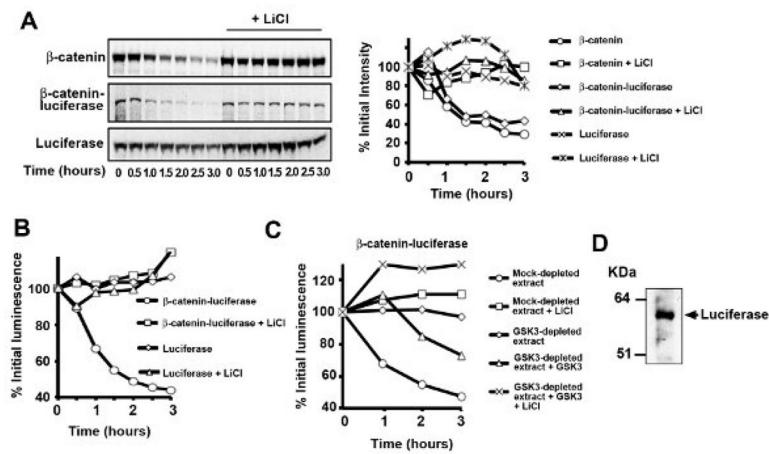 A
+ LiCl
β-catenin
β-catenin-
luciferase
Luciferase
Time (hours)
0 0.5 1.0 1.5 2.0 2.5 3.0 0 0.5 1.0 1.5 2.0 2.5 3.0
% Initial Intensity
140
120
100
80
60
40
20
0
0 1 2 3
Time (hours)
β-catenin
β-catenin + LiCl
β-catenin-luciferase
β-catenin-luciferase + LiCl
Luciferase
Luciferase + LiCl
B
% Initial luminescence
120
100
80
60
40
0 1 2 3
Time (hours)
β-catenin-luciferase
β-catenin-luciferase + LiCl
Luciferase
Luciferase + LiCl
C
β-catenin-luciferase
% Initial luminescence
120
100
80
60
40
0 1 2 3
Time (hours)
Mock-depleted
extract
Mock-depleted
extract + LiCl
GSK3-depleted
extract
GSK3-depleted
extract + GSK3
GSK3-depleted
extract + GSK3
+ LiCl
D
KDa
64
51
Luciferase